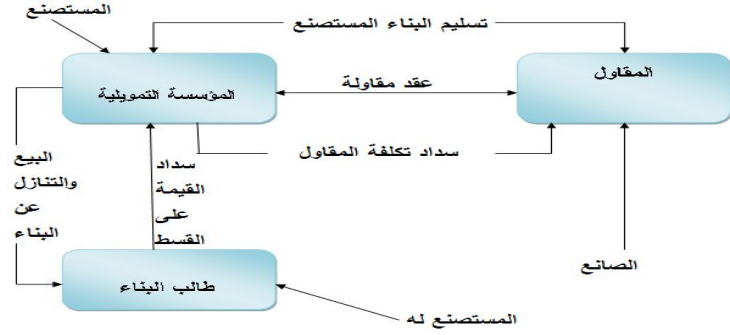 المستصنع
تسليم البناء المستصنع
المقاول
المؤسسة التمويلية
عقد مقاولة
سداد تكلفة المقاول
البيع
والتنازل
عن
البناء
سداد
القيمة
على
القسط
الصانع
طالب البناء
المستصنع له